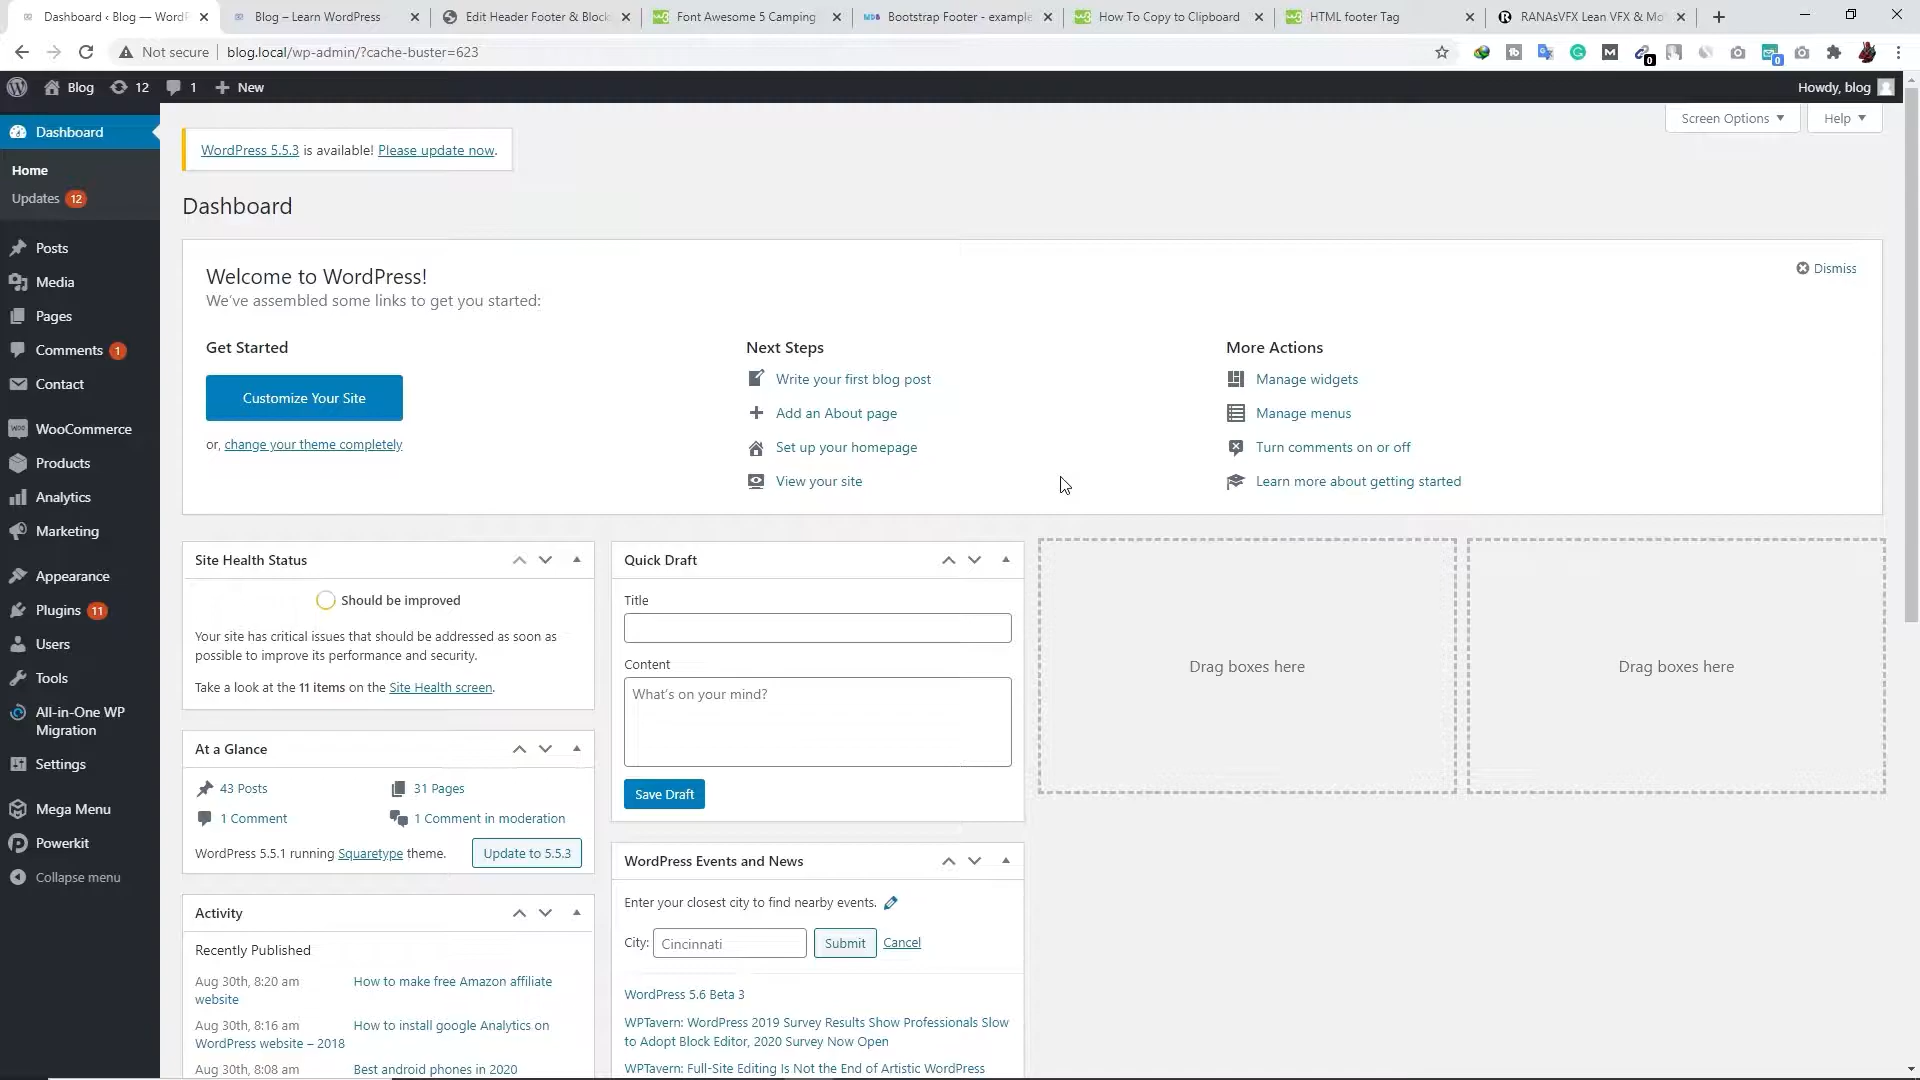 Dashboard ‹ Blog — WordP
Blog – Learn WordPress
Edit Header Footer & Block
Font Awesome 5 Camping
Bootstrap Footer - example
How To Copy to Clipboard
HTML footer Tag
RANAsVFX Lean VFX & Mo
Not secure
blog.local/wp-admin/?cache-buster=623
Blog
12
1
New
Howdy, blog
Dashboard
Home
Updates 12
Posts
Media
Pages
Comments 1
Contact
WooCommerce
Products
Analytics
Marketing
Appearance
Plugins 11
Users
Tools
All-in-One WP
Migration
Settings
Mega Menu
Powerkit
Collapse menu
Screen Options
Help
WordPress 5.5.3 is available! Please update now.
Dashboard
Welcome to WordPress!
We've assembled some links to get you started:
Dismiss
Get Started
Customize Your Site
or, change your theme completely
Next Steps
Write your first blog post
Add an About page
Set up your homepage
View your site
More Actions
Manage widgets
Manage menus
Turn comments on or off
Learn more about getting started
Site Health Status
Should be improved
Your site has critical issues that should be addressed as soon as
possible to improve its performance and security.
Take a look at the 11 items on the Site Health screen.
At a Glance
43 Posts
31 Pages
1 Comment
1 Comment in moderation
WordPress 5.5.1 running Squaretype theme.
Update to 5.5.3
Activity
Recently Published
Aug 30th, 8:20 am How to make free Amazon affiliate
website
Aug 30th, 8:16 am How to install google Analytics on
WordPress website – 2018
Aug 30th, 8:08 am Best android phones in 2020
Quick Draft
Title
Content
What's on your mind?
Save Draft
WordPress Events and News
Enter your closest city to find nearby events.
City: Cincinnati Submit Cancel
WordPress 5.6 Beta 3
WPTavern: WordPress 2019 Survey Results Show Professionals Slow
to Adopt Block Editor, 2020 Survey Now Open
WPTavern: Full-Site Editing Is Not the End of Artistic WordPress
Drag boxes here
Drag boxes here